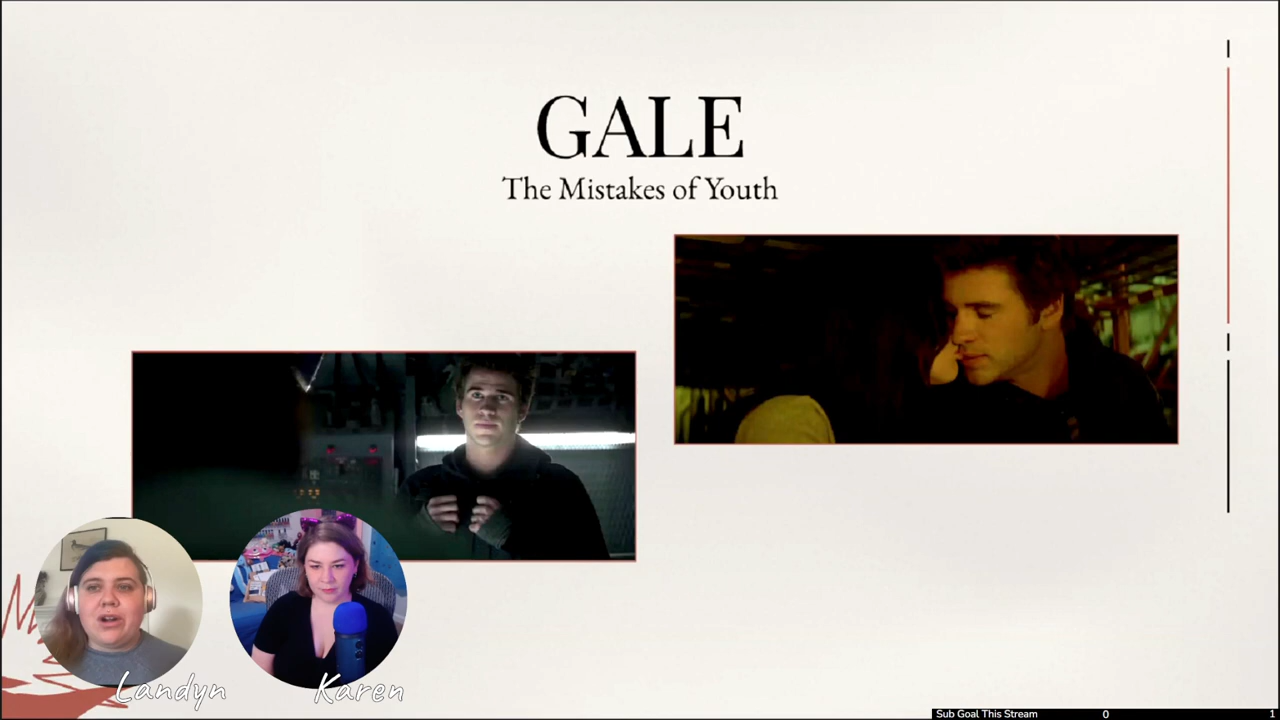 GALE
The Mistakes of Youth
Landyn
Karen
Sub Goal This Stream 0 1